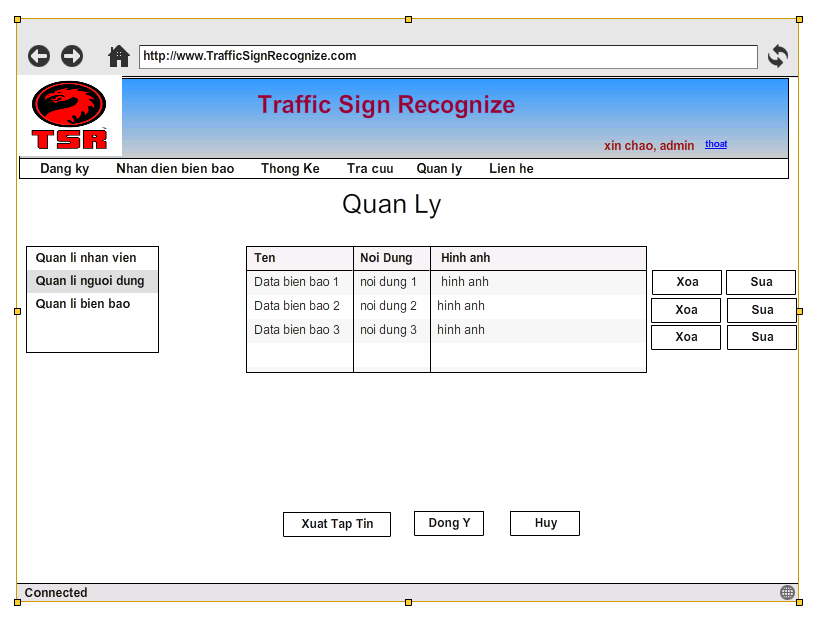 http://www.TrafficSignRecognize.com
TSR
Traffic Sign Recognize
xin chao, admin thoat
Dang ky Nhan dien bien bao Thong Ke Tra cuu Quan ly Lien he
Quan Ly
Quan li nhan vien
Quan li nguoi dung
Quan li bien bao
Ten Noi Dung Hinh anh
Data bien bao 1 noi dung 1 hinh anh Xoa Sua
Data bien bao 2 noi dung 2 hinh anh Xoa Sua
Data bien bao 3 noi dung 3 hinh anh Xoa Sua
Xuat Tap Tin Dong Y Huy
Connected